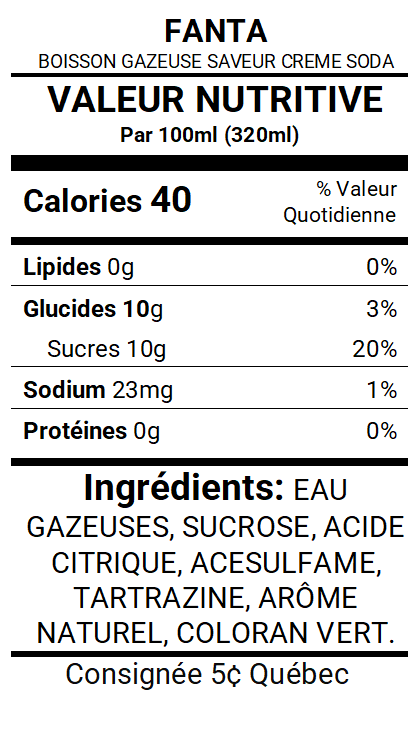 FANTA
BOISSON GAZEUSE SAVEUR CREME SODA
VALEUR NUTRITIVE
Par 100ml (320ml)
Calories 40
% Valeur
Quotidienne
Lipides 0g 0%
Glucides 10g 3%
Sucres 10g 20%
Sodium 23mg 1%
Protéines 0g 0%
Ingrédients: EAU
GAZEUSES, SUCROSE, ACIDE
CITRIQUE, ACESULFAME,
TARTRAZINE, ARÔME
NATUREL, COLORAN VERT.
Consignée 5¢ Québec